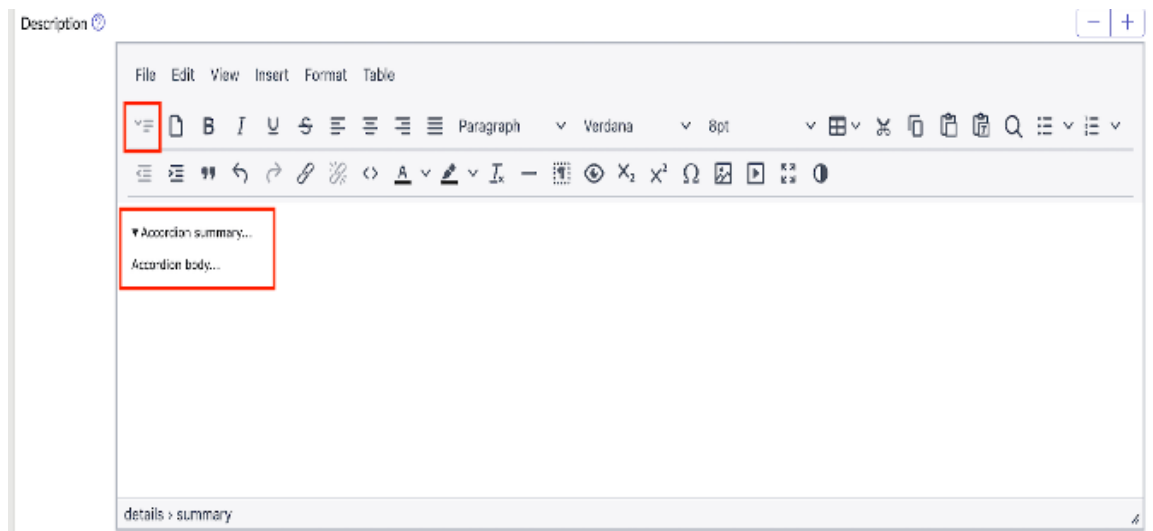 Description
File Edit View Insert Format Table
Paragraph Verdana 8pt
▼ Accordion summary...
Accordion body...
details › summary